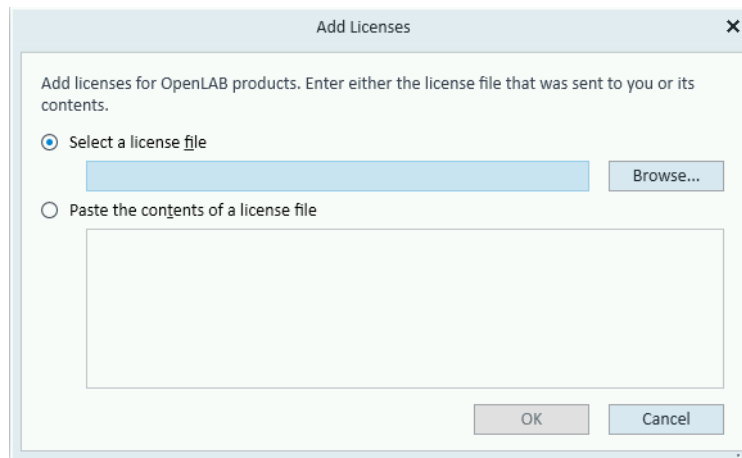 Add Licenses
Add licenses for OpenLAB products. Enter either the license file that was sent to you or its
contents.
Select a license file
Browse...
Paste the contents of a license file
OK
Cancel